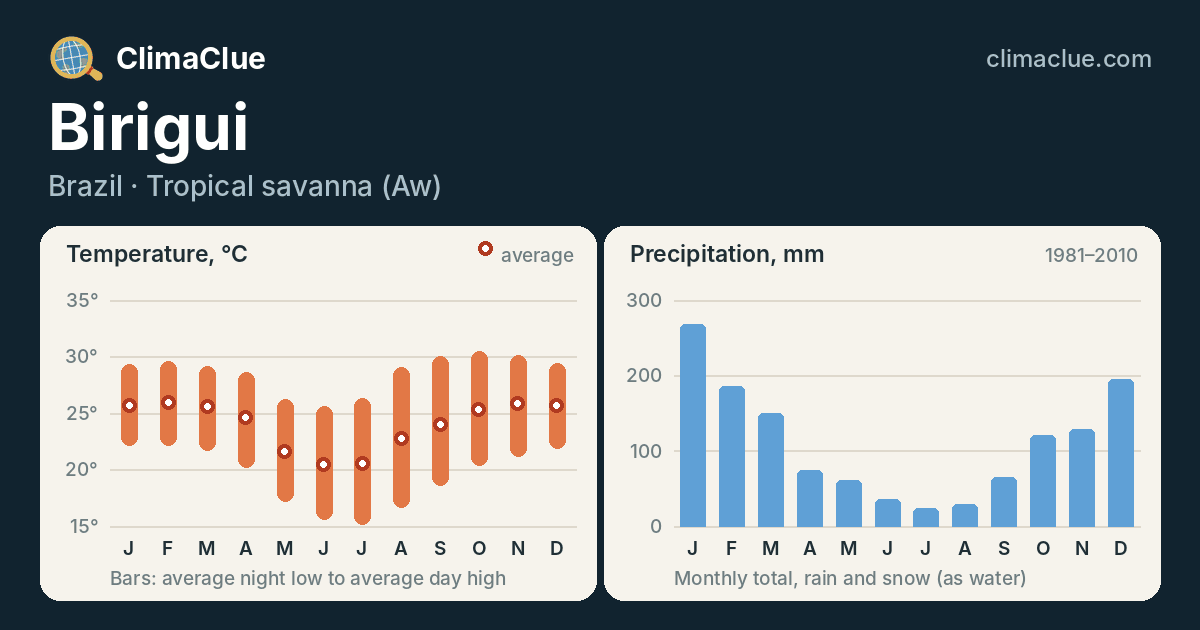 ClimaClue
climaclue.com
Birigui
Brazil · Tropical savanna (Aw)
Temperature, °C
average
35°
30°
25°
20°
15°
J F M A M J J A S O N D
Bars: average night low to average day high
Precipitation, mm
1981–2010
300
200
100
0
J F M A M J J A S O N D
Monthly total, rain and snow (as water)